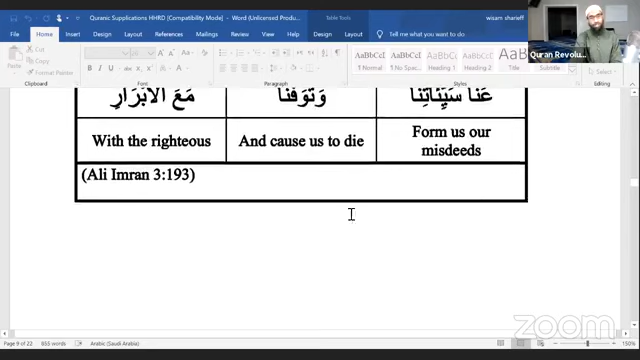 Quranic Supplications HHRD [Compatibility Mode] - Word (Unlicensed Produ... Table Tools wisam sharieff
File Home Insert Draw Design Layout References Mailings Review View Help Design Layout Tell me what you want to do
Quran Revolu...
Paste Cut Copy Format Painter
AaBbCcI AaBbCcI AaBbC AaBbCc AaB AaBbCcD
¶ Normal ¶ No Spac... Heading 1 Heading 2 Title Subtitle Select
Clipboard Font Paragraph Styles Editing
عَنَّا سَيِّئَاتِنَا وَتَوَفَّنَا مَعَ الْأَبْرَارِ
With the righteous And cause us to die Form us our misdeeds
(Ali Imran 3:193)
zoom
Page 9 of 22 855 words Arabic (Saudi Arabia) 150%